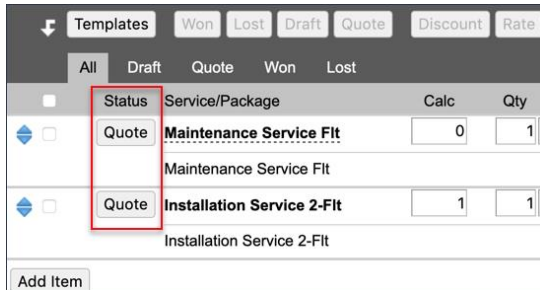 Templates Won Lost Draft Quote Discount Rate
All Draft Quote Won Lost
Status Service/Package Calc Qty
Quote Maintenance Service Flt 0 1
Maintenance Service Flt
Quote Installation Service 2-Flt 1 1
Installation Service 2-Flt
Add Item